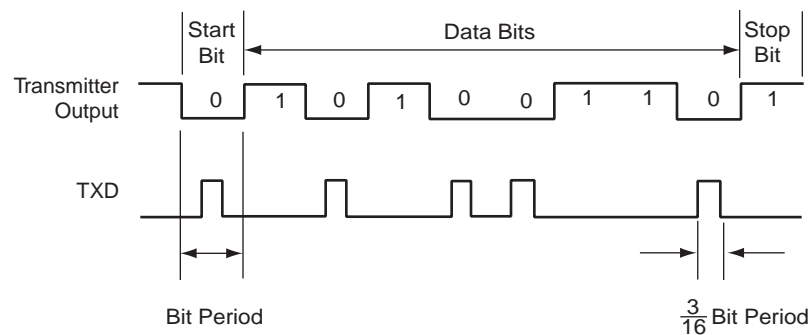 Start
Bit
Data Bits
Stop
Bit
Transmitter
Output
0 1 0 1 0 0 1 1 0 1
TXD
Bit Period
3
16 Bit Period